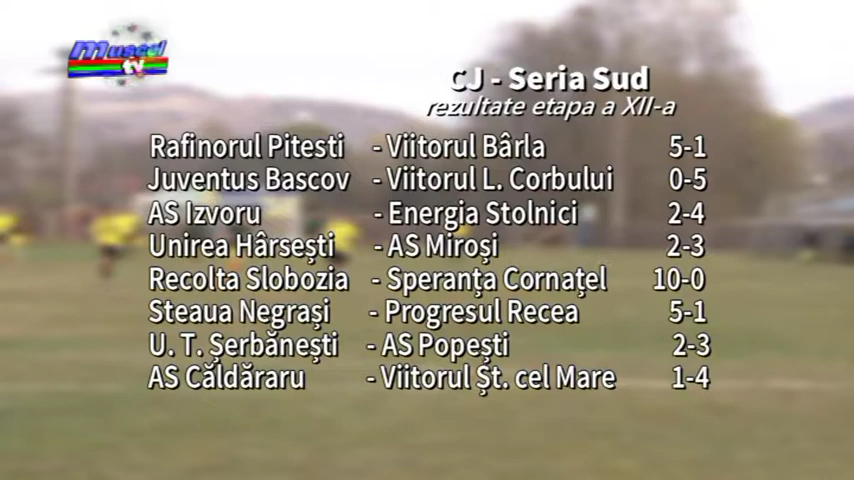 Muscel
tv
CJ - Seria Sud
rezultate etapa a XII-a
Rafinorul Pitesti - Viitorul Bârla 5-1
Juventus Bascov - Viitorul L. Corbului 0-5
AS Izvoru - Energia Stolnici 2-4
Unirea Hârsești - AS Miroși 2-3
Recolta Slobozia - Speranța Cornațel 10-0
Steaua Negrași - Progresul Recea 5-1
U. T. Șerbănești - AS Popești 2-3
AS Căldăraru - Viitorul Șt. cel Mare 1-4